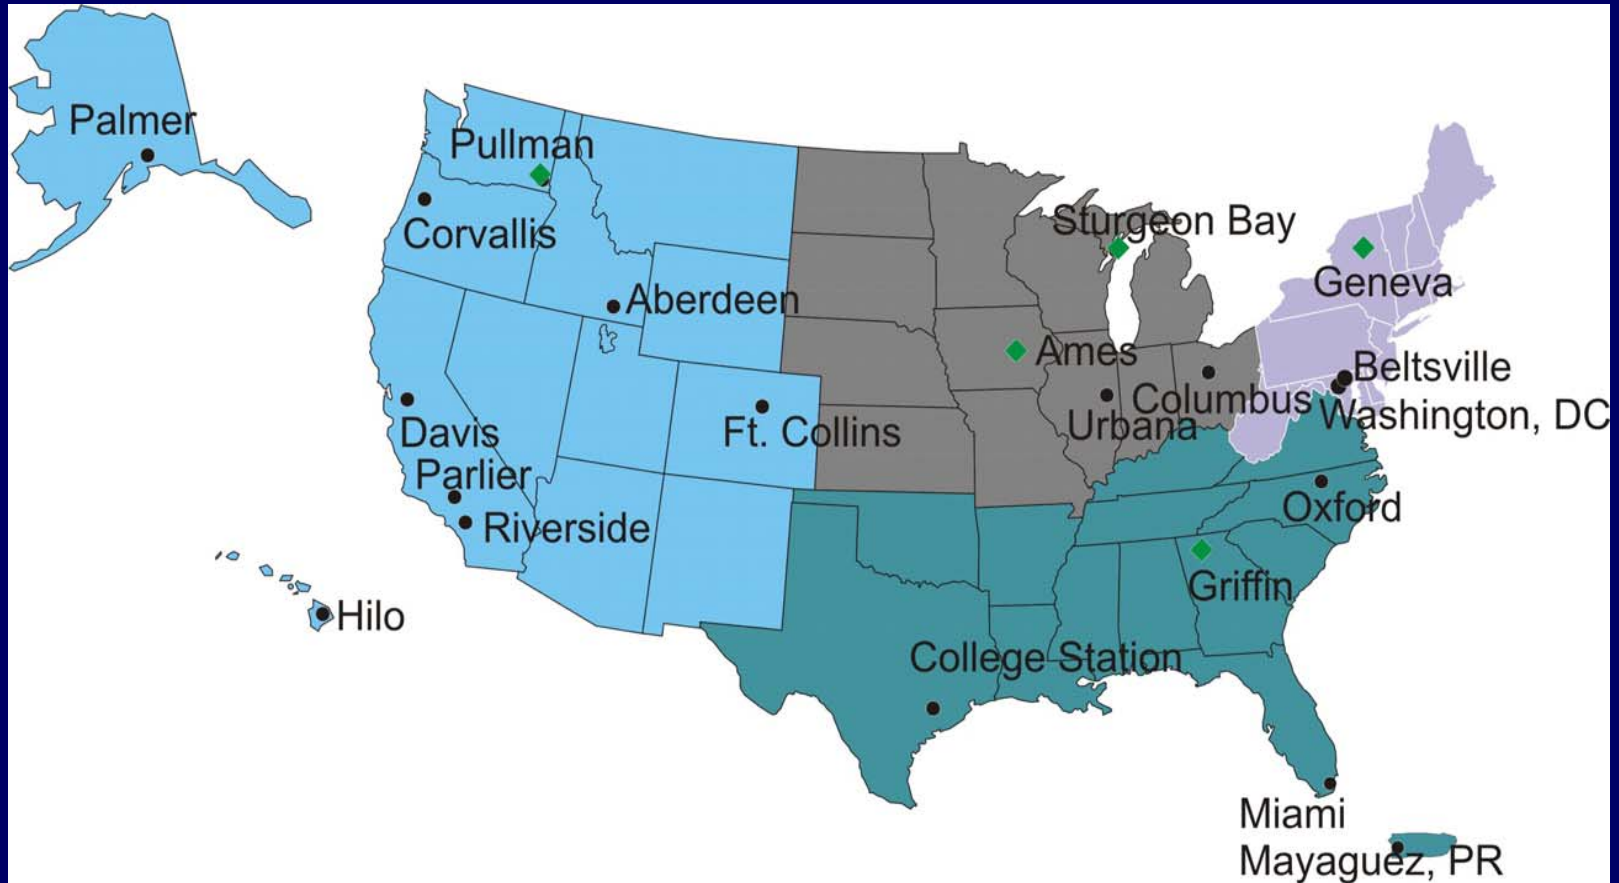 Palmer
Pullman
Corvallis
Sturgeon Bay
Geneva
Aberdeen
Ames
Beltsville
Columbus
Washington, DC
Urbana
Davis
Ft. Collins
Parlier
Riverside
Oxford
Griffin
Hilo
College Station
Miami
Mayaguez, PR